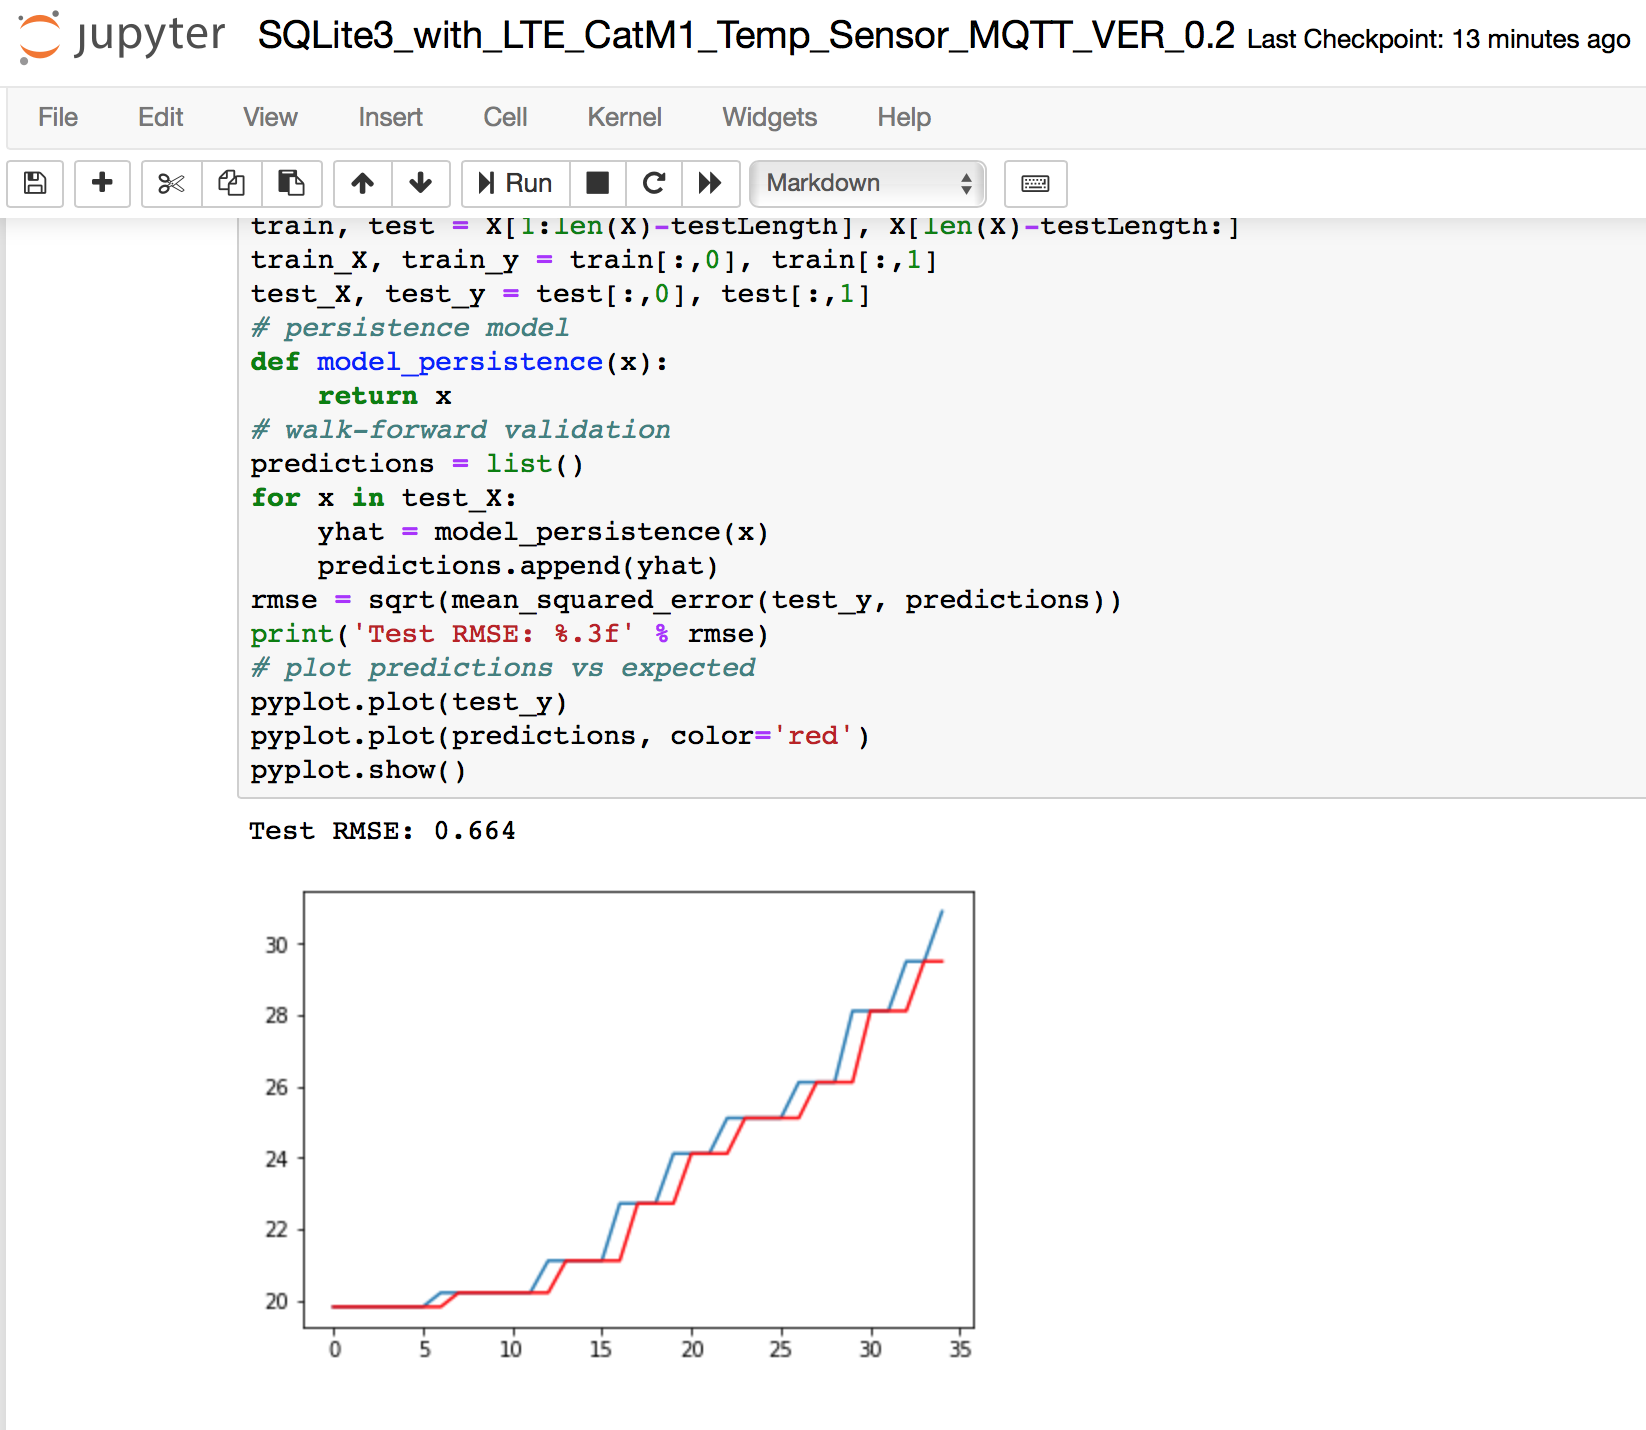 jupyter SQLite3_with_LTE_CatM1_Temp_Sensor_MQTT_VER_0.2 Last Checkpoint: 13 minutes ago
File Edit View Insert Cell Kernel Widgets Help
Run Markdown
train, test = X[1:len(X)-testLength], X[len(X)-testLength:]
train_X, train_y = train[:,0], train[:,1]
test_X, test_y = test[:,0], test[:,1]
# persistence model
def model_persistence(x):
    return x
# walk-forward validation
predictions = list()
for x in test_X:
    yhat = model_persistence(x)
    predictions.append(yhat)
rmse = sqrt(mean_squared_error(test_y, predictions))
print('Test RMSE: %.3f' % rmse)
# plot predictions vs expected
pyplot.plot(test_y)
pyplot.plot(predictions, color='red')
pyplot.show()
Test RMSE: 0.664
30
28
26
24
22
20
0 5 10 15 20 25 30 35